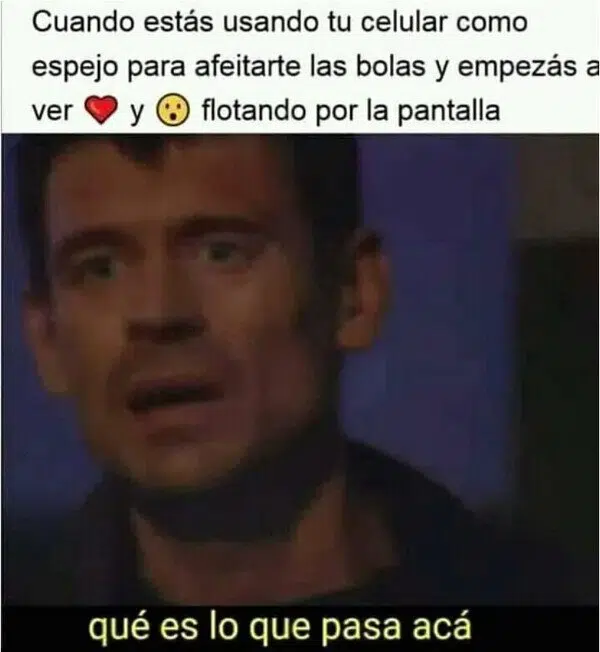 Cuando estás usando tu celular como
espejo para afeitarte las bolas y empezás a
ver ❤️ y 😮 flotando por la pantalla
qué es lo que pasa acá